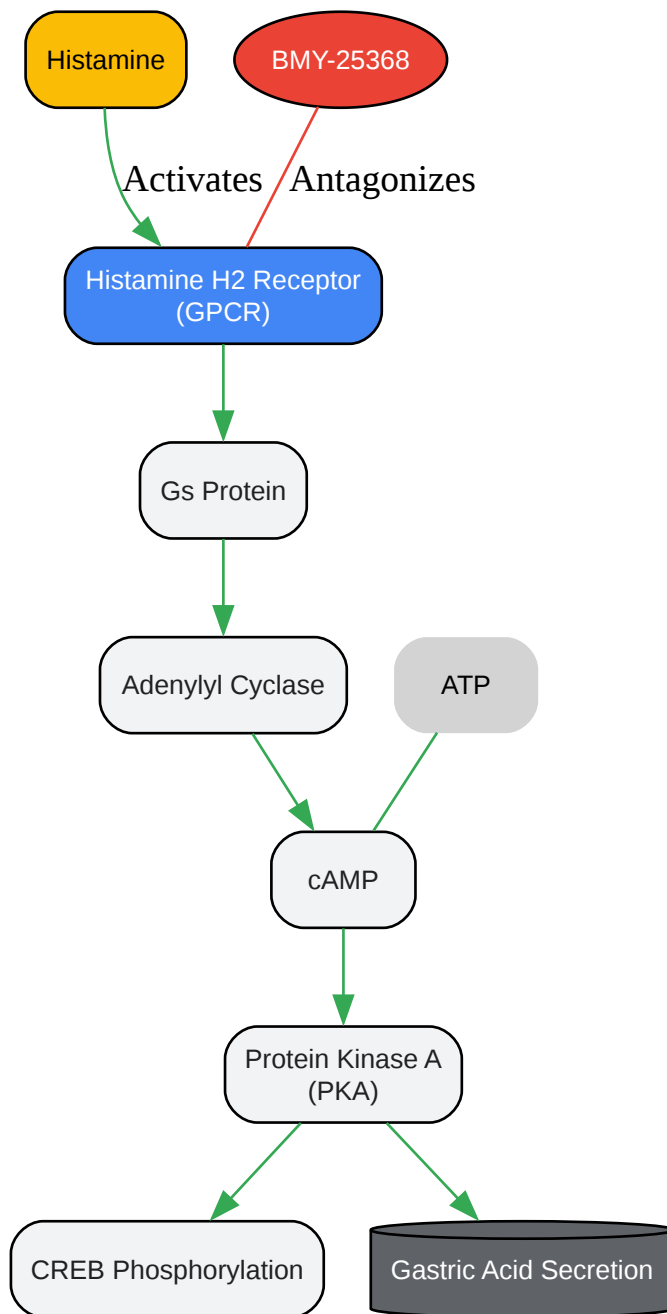 Histamine
BMY-25368
Activates
Antagonizes
Histamine H2 Receptor
(GPCR)
Gs Protein
Adenylyl Cyclase
ATP
cAMP
Protein Kinase A
(PKA)
CREB Phosphorylation
Gastric Acid Secretion